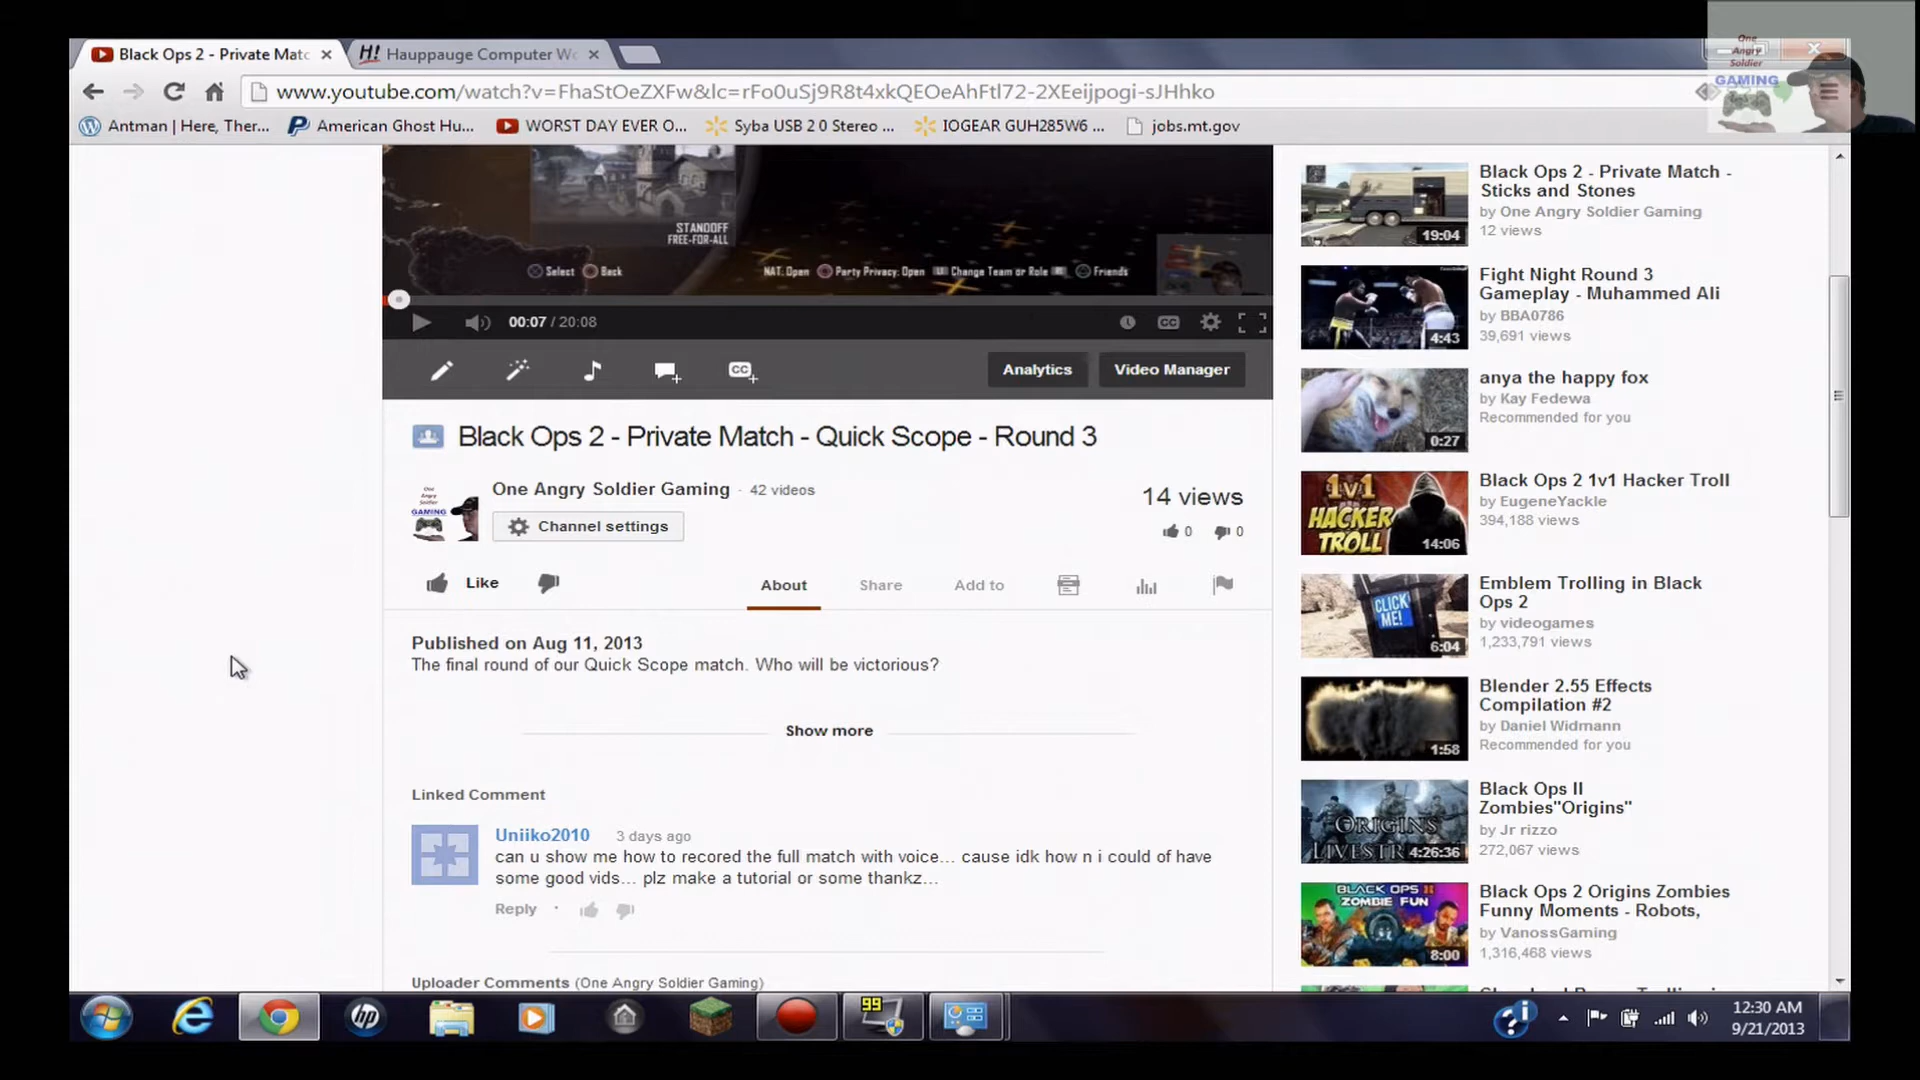 Black Ops 2 - Private Matc
H! Hauppauge Computer Wo
One
Angry
Soldier
GAMING
www.youtube.com/watch?v=FhaStOeZXFw&lc=rFo0uSj9R8t4xkQEOeAhFtl72-2XEeijpogi-sJHhko
Antman | Here, Ther...
American Ghost Hu...
WORST DAY EVER O...
Syba USB 2 0 Stereo ...
IOGEAR GUH285W6 ...
jobs.mt.gov
STANDOFF
FREE-FOR-ALL
Select Back NAT: Open Party Privacy: Open Change Team or Role Friends
00:07 / 20:08
CC
CC
Analytics
Video Manager
Black Ops 2 - Private Match - Quick Scope - Round 3
One
Angry
Soldier
GAMING
One Angry Soldier Gaming · 42 videos
Channel settings
14 views
0 0
Like
About
Share
Add to
Published on Aug 11, 2013
The final round of our Quick Scope match. Who will be victorious?
Show more
Linked Comment
Uniiko2010 3 days ago
can u show me how to recored the full match with voice... cause idk how n i could of have
some good vids... plz make a tutorial or some thankz...
Reply ·
Uploader Comments (One Angry Soldier Gaming)
19:04
Black Ops 2 - Private Match -
Sticks and Stones
by One Angry Soldier Gaming
12 views
4:43
Fight Night Round 3
Gameplay - Muhammed Ali
by BBA0786
39,691 views
0:27
anya the happy fox
by Kay Fedewa
Recommended for you
1v1
HACKER
TROLL
14:06
Black Ops 2 1v1 Hacker Troll
by EugeneYackle
394,188 views
CLICK
ME!
6:04
Emblem Trolling in Black
Ops 2
by videogames
1,233,791 views
1:58
Blender 2.55 Effects
Compilation #2
by Daniel Widmann
Recommended for you
ORIGINS
LIVESTR
4:26:36
Black Ops II
Zombies"Origins"
by Jr rizzo
272,067 views
BLACK OPS II
ZOMBIE FUN
8:00
Black Ops 2 Origins Zombies
Funny Moments - Robots,
by VanossGaming
1,316,468 views
hp
99
12:30 AM
9/21/2013